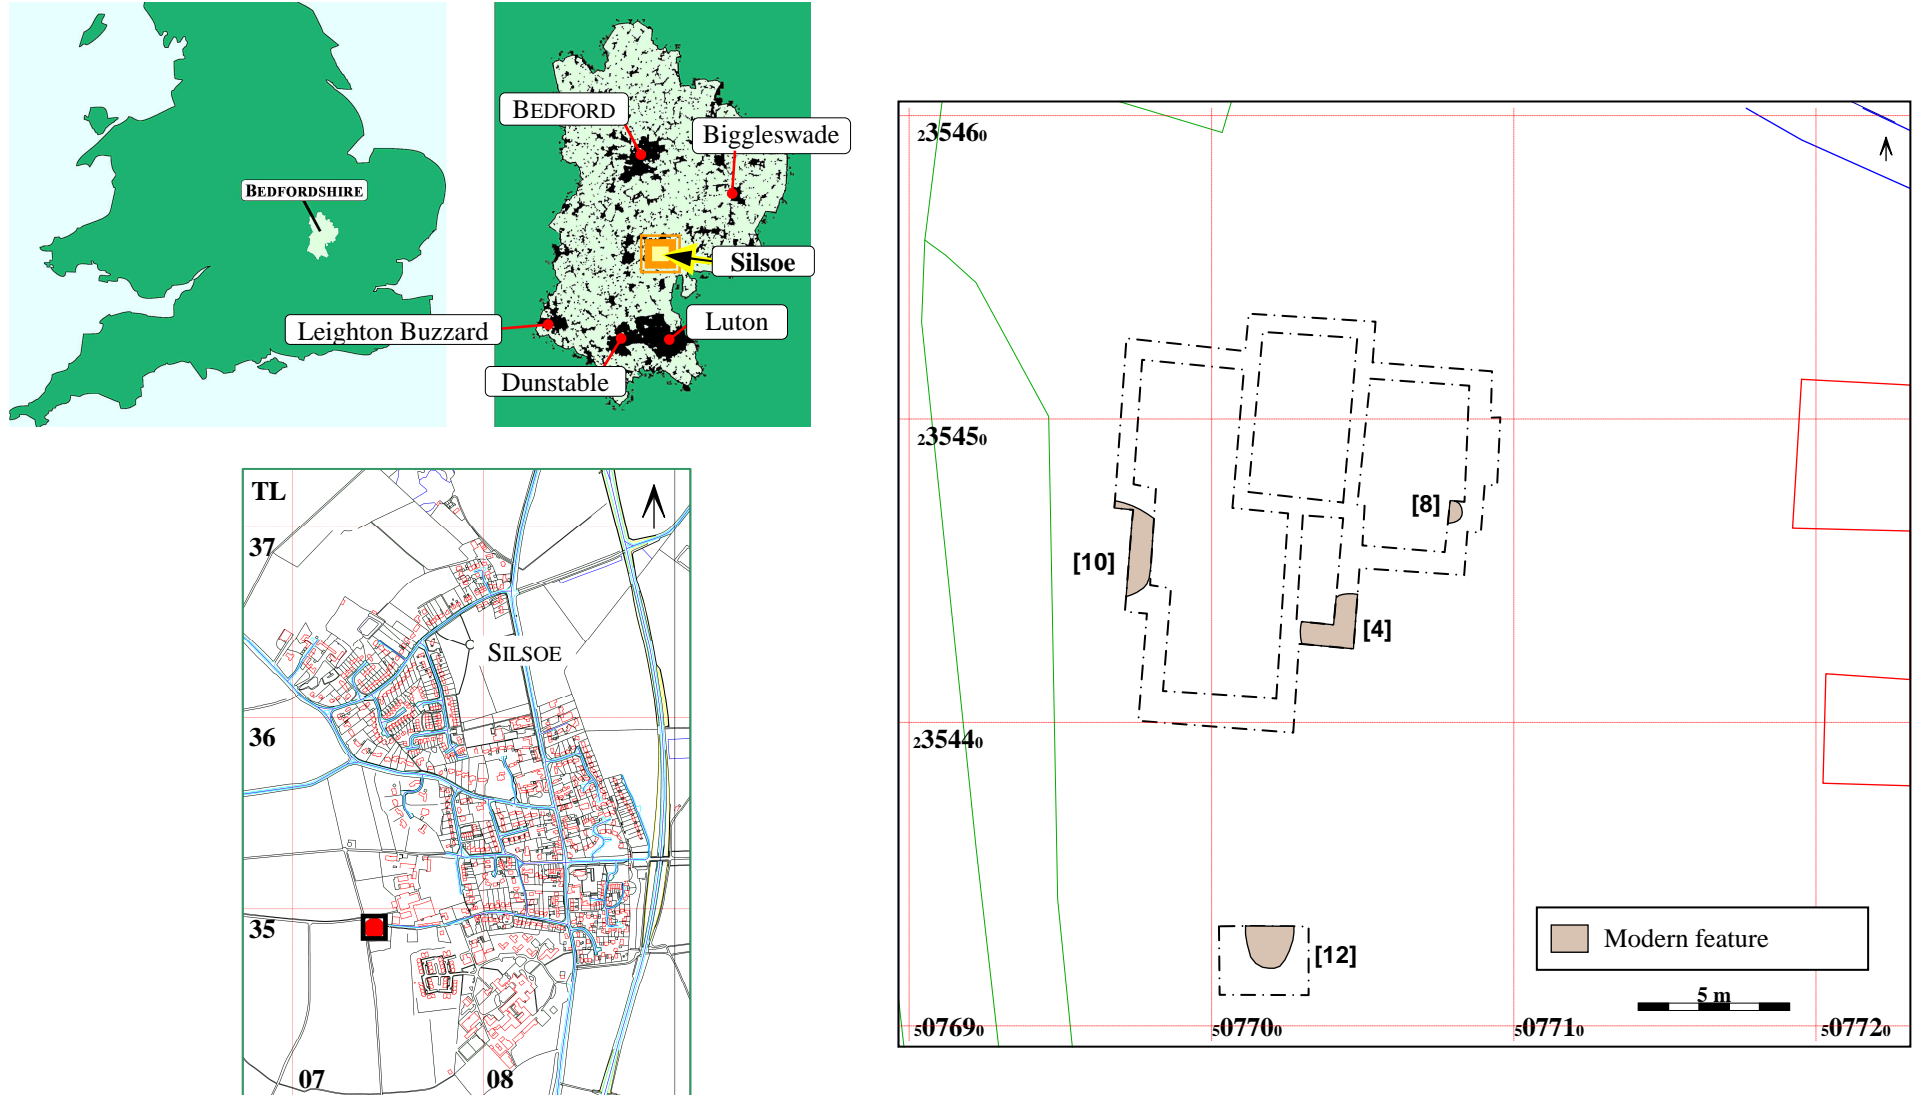 BEDFORDSHIRE
BEDFORD
Biggleswade
Silsoe
Leighton Buzzard
Luton
Dunstable
TL
37
SILSOE
36
35
07
08
235460
235450
[8]
[10]
[4]
235440
[12]
Modern feature
5 m
507690
507700
507710
507720